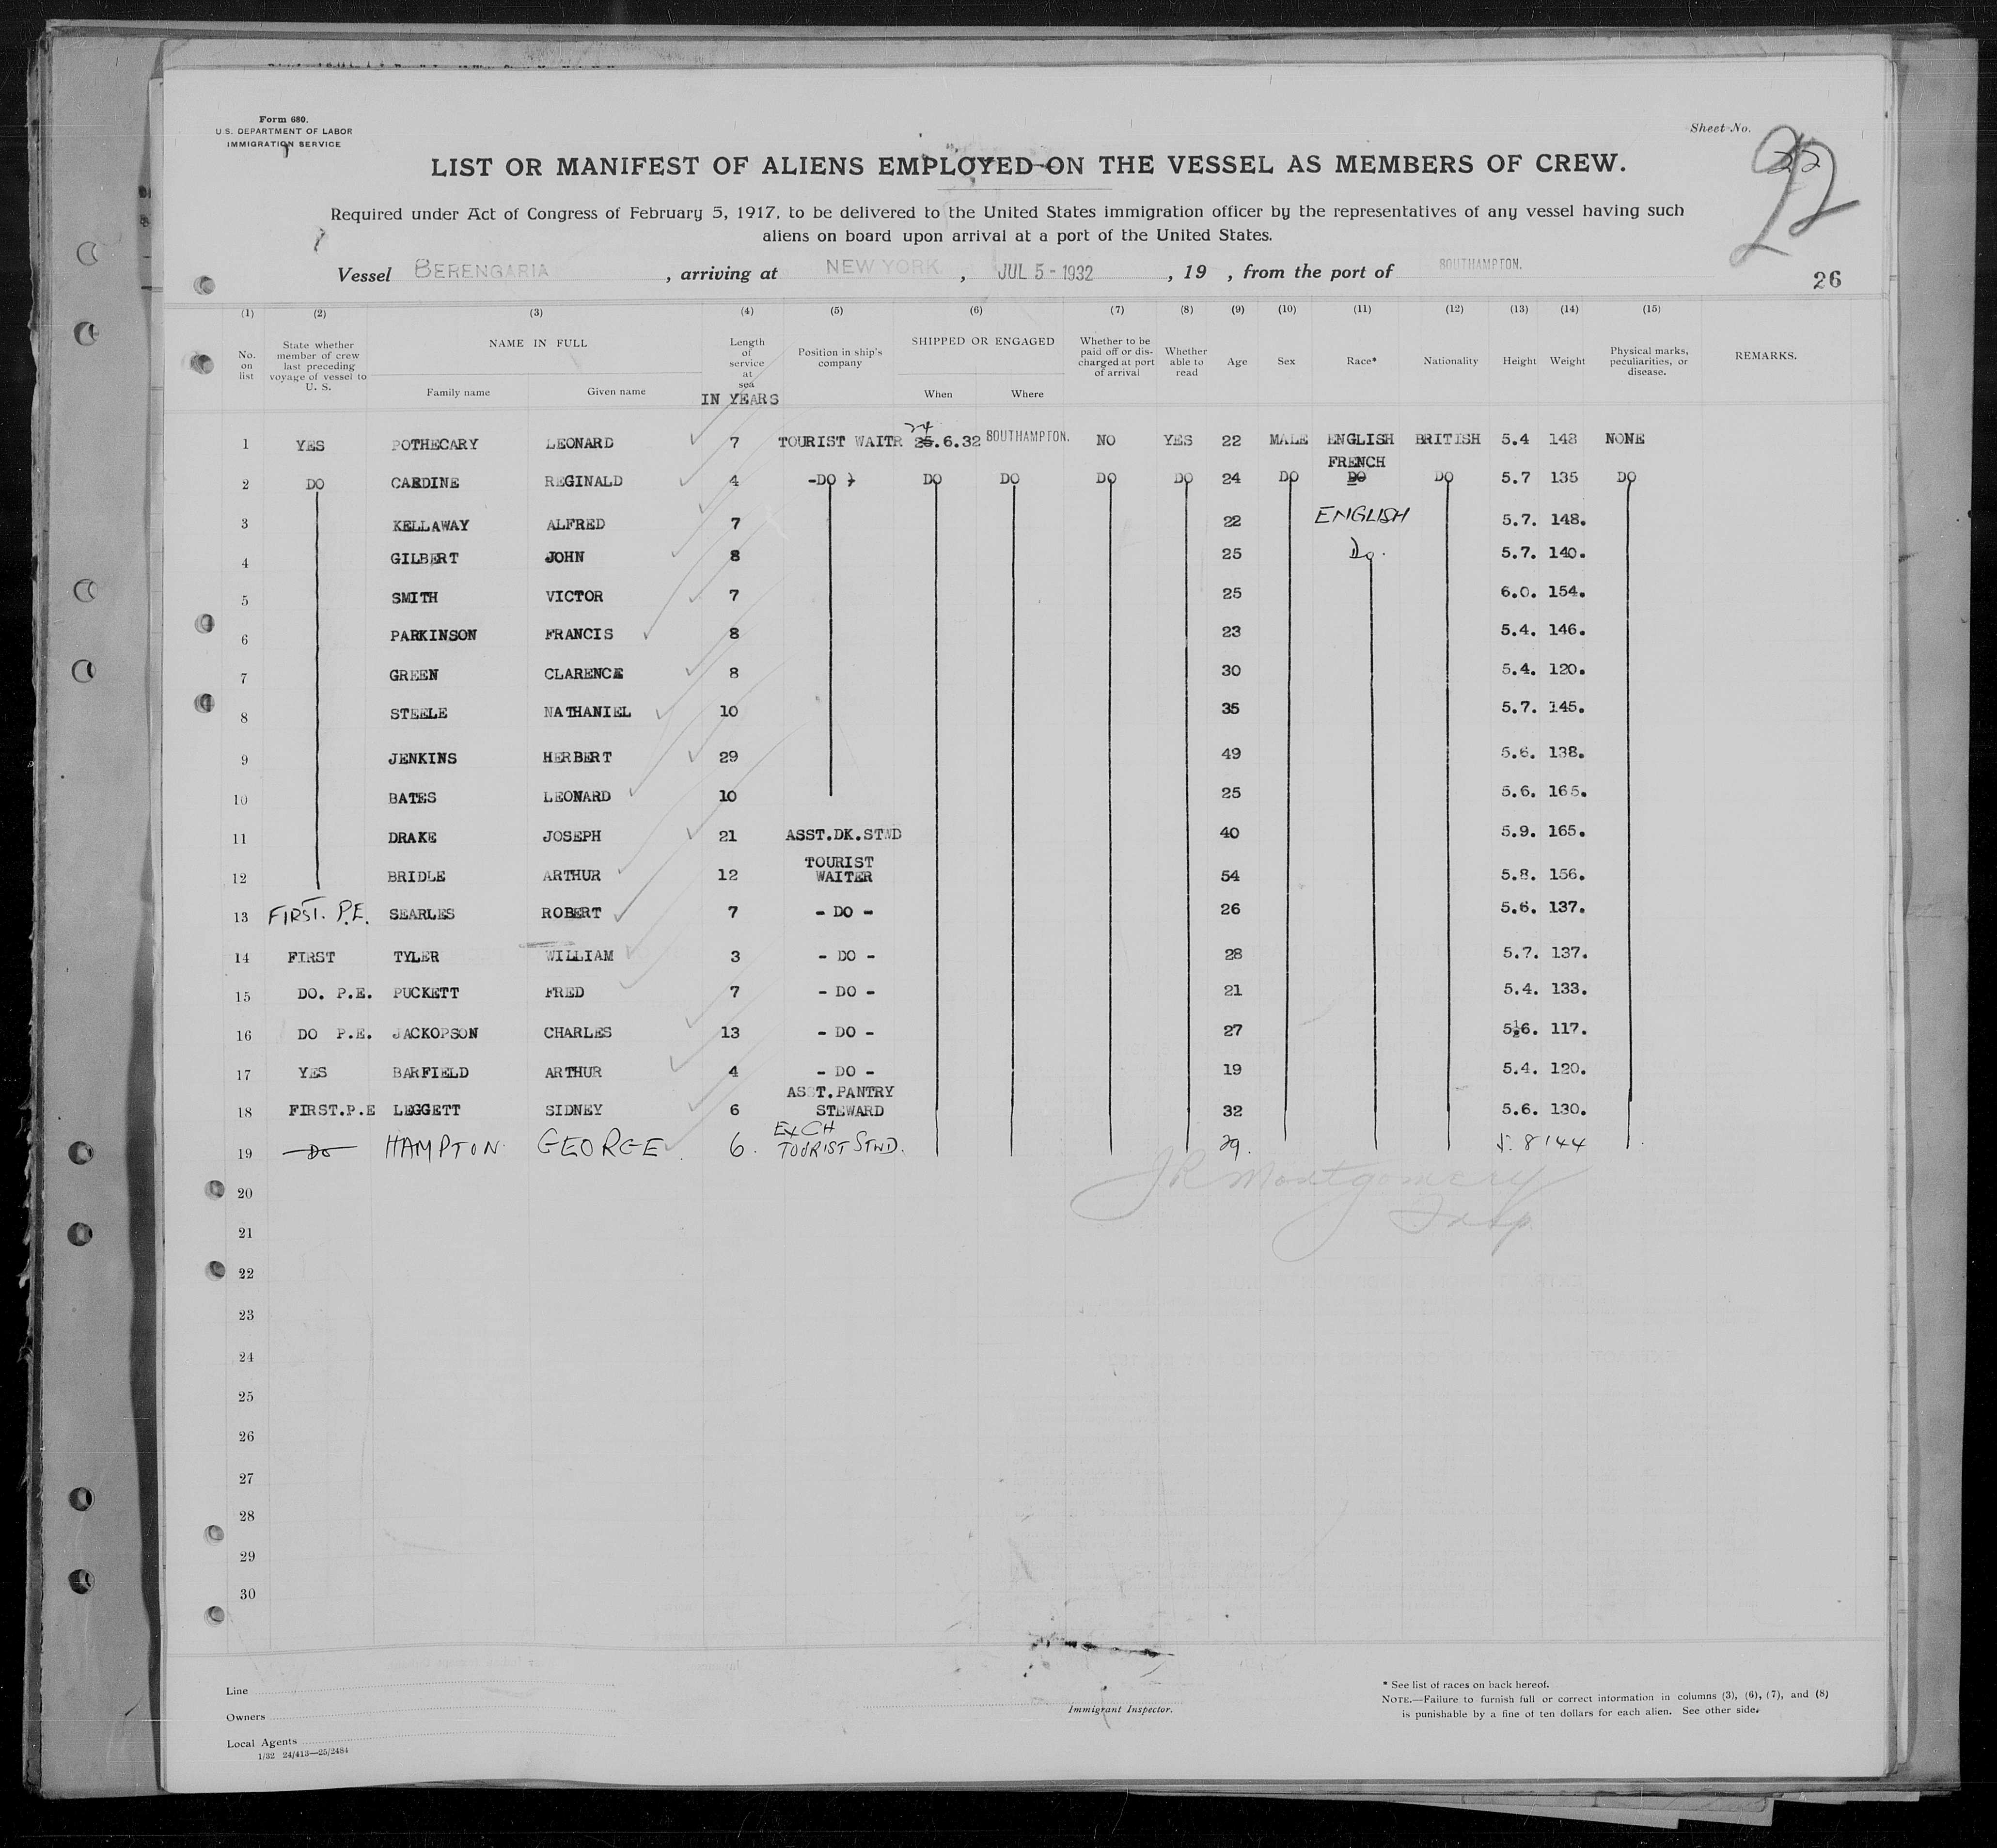 Form 680.
U.S. DEPARTMENT OF LABOR
IMMIGRATION SERVICE
Sheet No.
22
22
LIST OR MANIFEST OF ALIENS EMPLOYED ON THE VESSEL AS MEMBERS OF CREW.
Required under Act of Congress of February 5, 1917, to be delivered to the United States immigration officer by the representatives of any vessel having such
aliens on board upon arrival at a port of the United States.
Vessel BERENGARIA, arriving at NEW YORK, JUL 5 - 1932, 19 , from the port of SOUTHAMPTON.
26
(1) (2) (3) (4) (5) (6) (7) (8) (9) (10) (11) (12) (13) (14) (15)
No. on list State whether member of crew last preceding voyage of vessel to U. S. NAME IN FULL Length of service at sea Position in ship's company SHIPPED OR ENGAGED Whether to be paid off or discharged at port of arrival Whether able to read Age Sex Race* Nationality Height Weight Physical marks, peculiarities, or disease. REMARKS.
Family name Given name IN YEARS When Where
1 YES POTHECARY LEONARD 7 TOURIST WAITR 24 25.6.32 SOUTHAMPTON. NO YES 22 MALE ENGLISH BRITISH 5.4 148 NONE
2 DO CARDINE REGINALD 4 -DO- DO DO DO DO 24 DO FRENCH DO DO 5.7 135 DO
3 KELLAWAY ALFRED 7 22 ENGLISH 5.7. 148.
4 GILBERT JOHN 8 25 Do. 5.7. 140.
5 SMITH VICTOR 7 25 6.0. 154.
6 PARKINSON FRANCIS 8 23 5.4. 146.
7 GREEN CLARENCE 8 30 5.4. 120.
8 STEELE NATHANIEL 10 35 5.7. 145.
9 JENKINS HERBERT 29 49 5.6. 138.
10 BATES LEONARD 10 25 5.6. 165.
11 DRAKE JOSEPH 21 ASST.DK.STWD 40 5.9. 165.
12 BRIDLE ARTHUR 12 TOURIST WAITER 54 5.8. 156.
13 FIRST. P.E. SEARLES ROBERT 7 - DO - 26 5.6. 137.
14 FIRST TYLER WILLIAM 3 - DO - 28 5.7. 137.
15 DO. P.E. PUCKETT FRED 7 - DO - 21 5.4. 133.
16 DO P.E. JACKOPSON CHARLES 13 - DO - 27 5½6. 117.
17 YES BARFIELD ARTHUR 4 - DO - 19 5.4. 120.
18 FIRST.P.E LEGGETT SIDNEY 6 ASST.PANTRY STEWARD 32 5.6. 130.
19 Do HAMPTON GEORGE. 6. EX CH TOURIST STWD. 29. 5. 8 144
JR Montgomery
Insp
20
21
22
23
24
25
26
27
28
29
30
Line
Owners
Local Agents
1/32 24/413—25/2484
Immigrant Inspector.
* See list of races on back hereof.
NOTE.—Failure to furnish full or correct information in columns (3), (6), (7), and (8)
is punishable by a fine of ten dollars for each alien. See other side.